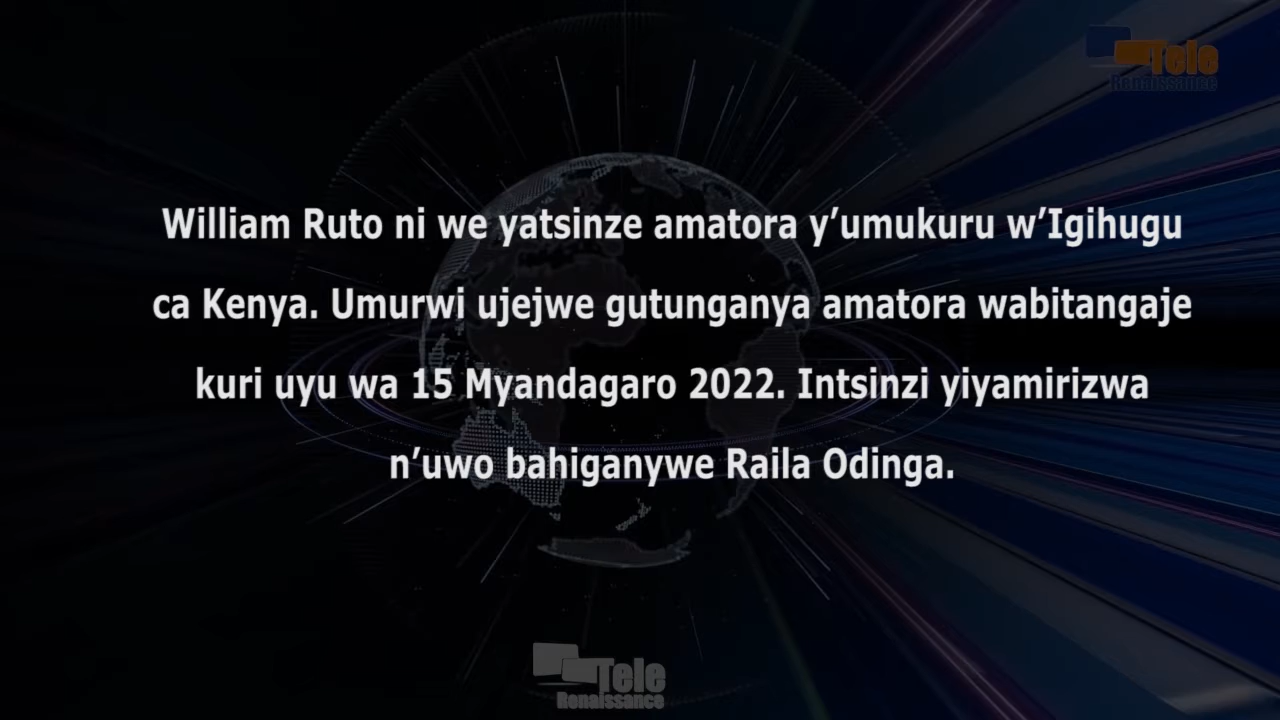 Tele
Renaissance
William Ruto ni we yatsinze amatora y’umukuru w’Igihugu
ca Kenya. Umurwi ujejwe gutunganya amatora wabitangaje
kuri uyu wa 15 Myandagaro 2022. Intsinzi yiyamirizwa
n’uwo bahiganywe Raila Odinga.
Tele
Renaissance